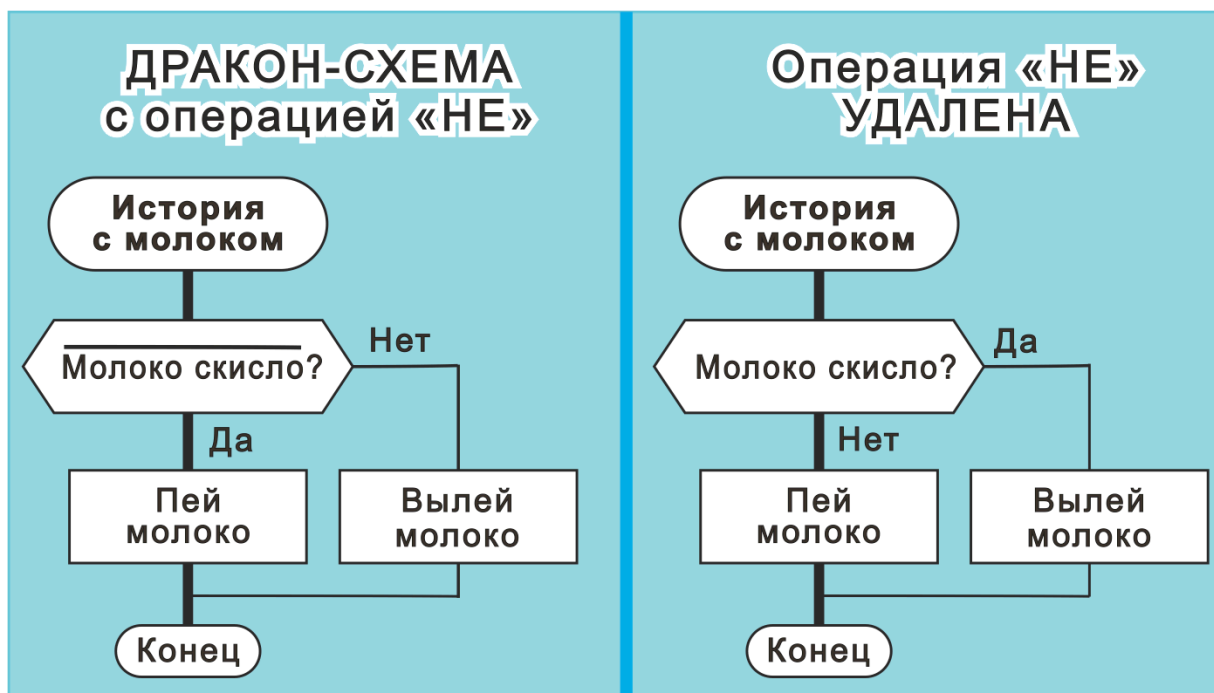 ДРАКОН-СХЕМА
с операцией «НЕ»
История
с молоком
Молоко скисло?
Нет
Да
Пей
молоко
Вылей
молоко
Конец
Операция «НЕ»
УДАЛЕНА
История
с молоком
Молоко скисло?
Да
Нет
Пей
молоко
Вылей
молоко
Конец